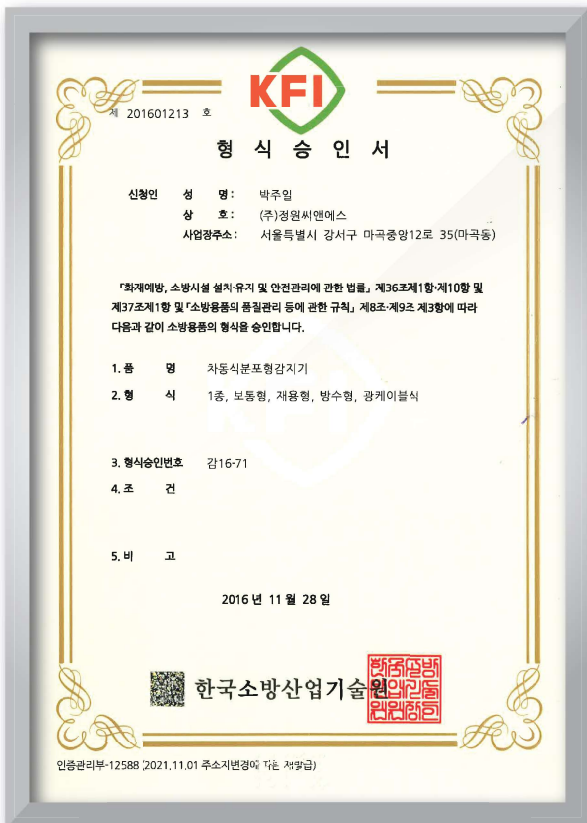 KFI
제 201601213 호
형 식 승 인 서
신청인 성 명 : 박주일
상 호 : (주)정원씨앤에스
사업장주소 : 서울특별시 강서구 마곡중앙12로 35(마곡동)
「화재예방, 소방시설 설치·유지 및 안전관리에 관한 법률」 제36조제1항·제10항 및
제37조제1항 및 「소방용품의 품질관리 등에 관한 규칙」 제8조·제9조 제3항에 따라
다음과 같이 소방용품의 형식을 승인합니다.
1. 품 명 차동식분포형감지기
2. 형 식 1종, 보통형, 재용형, 방수형, 광케이블식
KFI
3. 형식승인번호 감16-71
4. 조 건
5. 비 고
2016 년 11 월 28 일
한국소방산업기술원
인증관리부-12588 (2021.11.01 주소지변경에 따른 재발급)